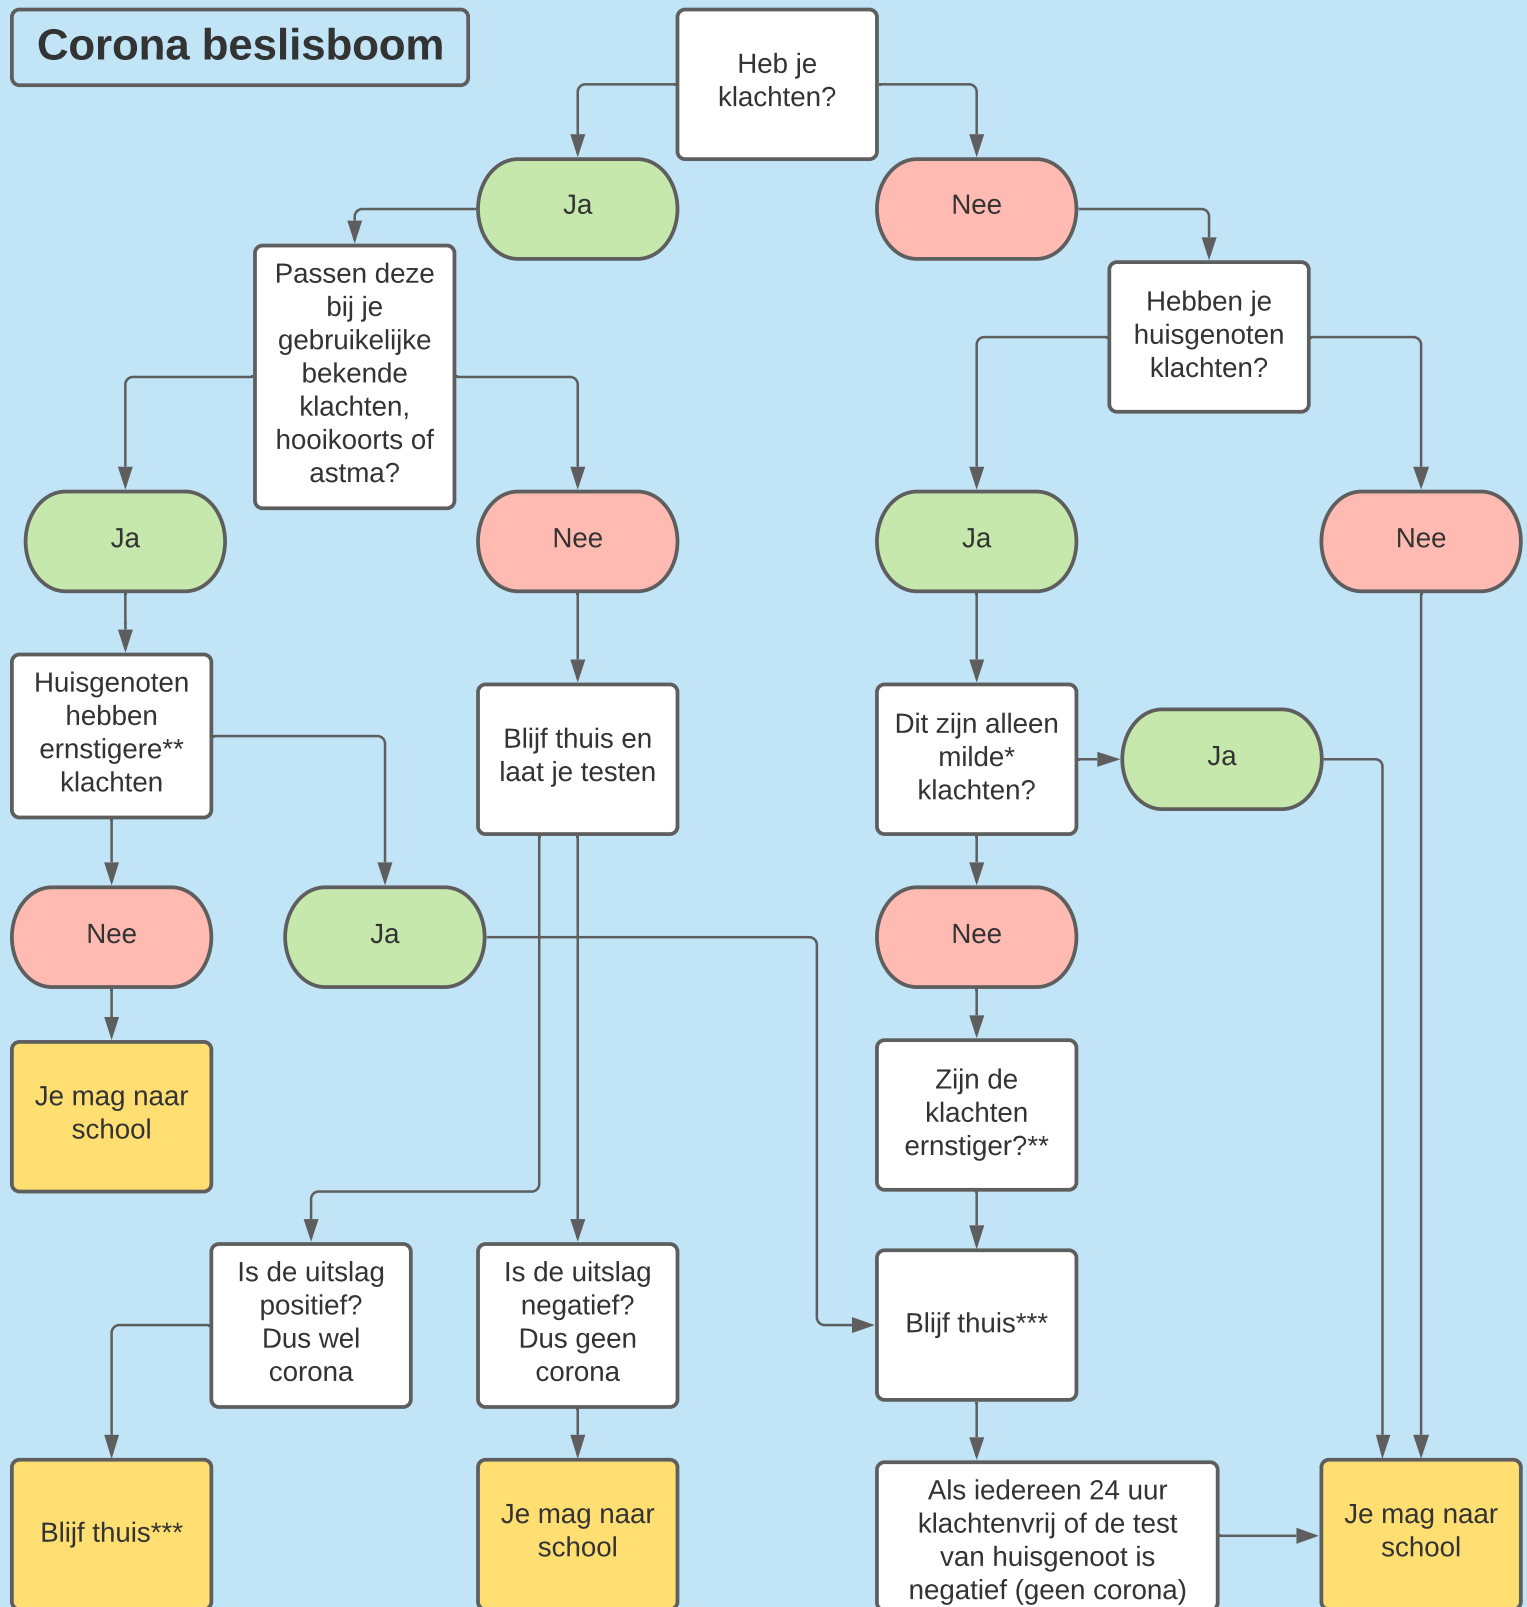 Corona beslisboom
Heb je
klachten?
Ja
Nee
Passen deze
bij je
gebruikelijke
bekende
klachten,
hooikoorts of
astma?
Hebben je
huisgenoten
klachten?
Ja
Nee
Ja
Nee
Huisgenoten
hebben
ernstigere**
klachten
Blijf thuis en
laat je testen
Dit zijn alleen
milde*
klachten?
Ja
Nee
Ja
Nee
Je mag naar
school
Zijn de
klachten
ernstiger?**
Is de uitslag
positief?
Dus wel
corona
Is de uitslag
negatief?
Dus geen
corona
Blijf thuis***
Blijf thuis***
Je mag naar
school
Als iedereen 24 uur
klachtenvrij of de test
van huisgenoot is
negatief (geen corona)
Je mag naar
school